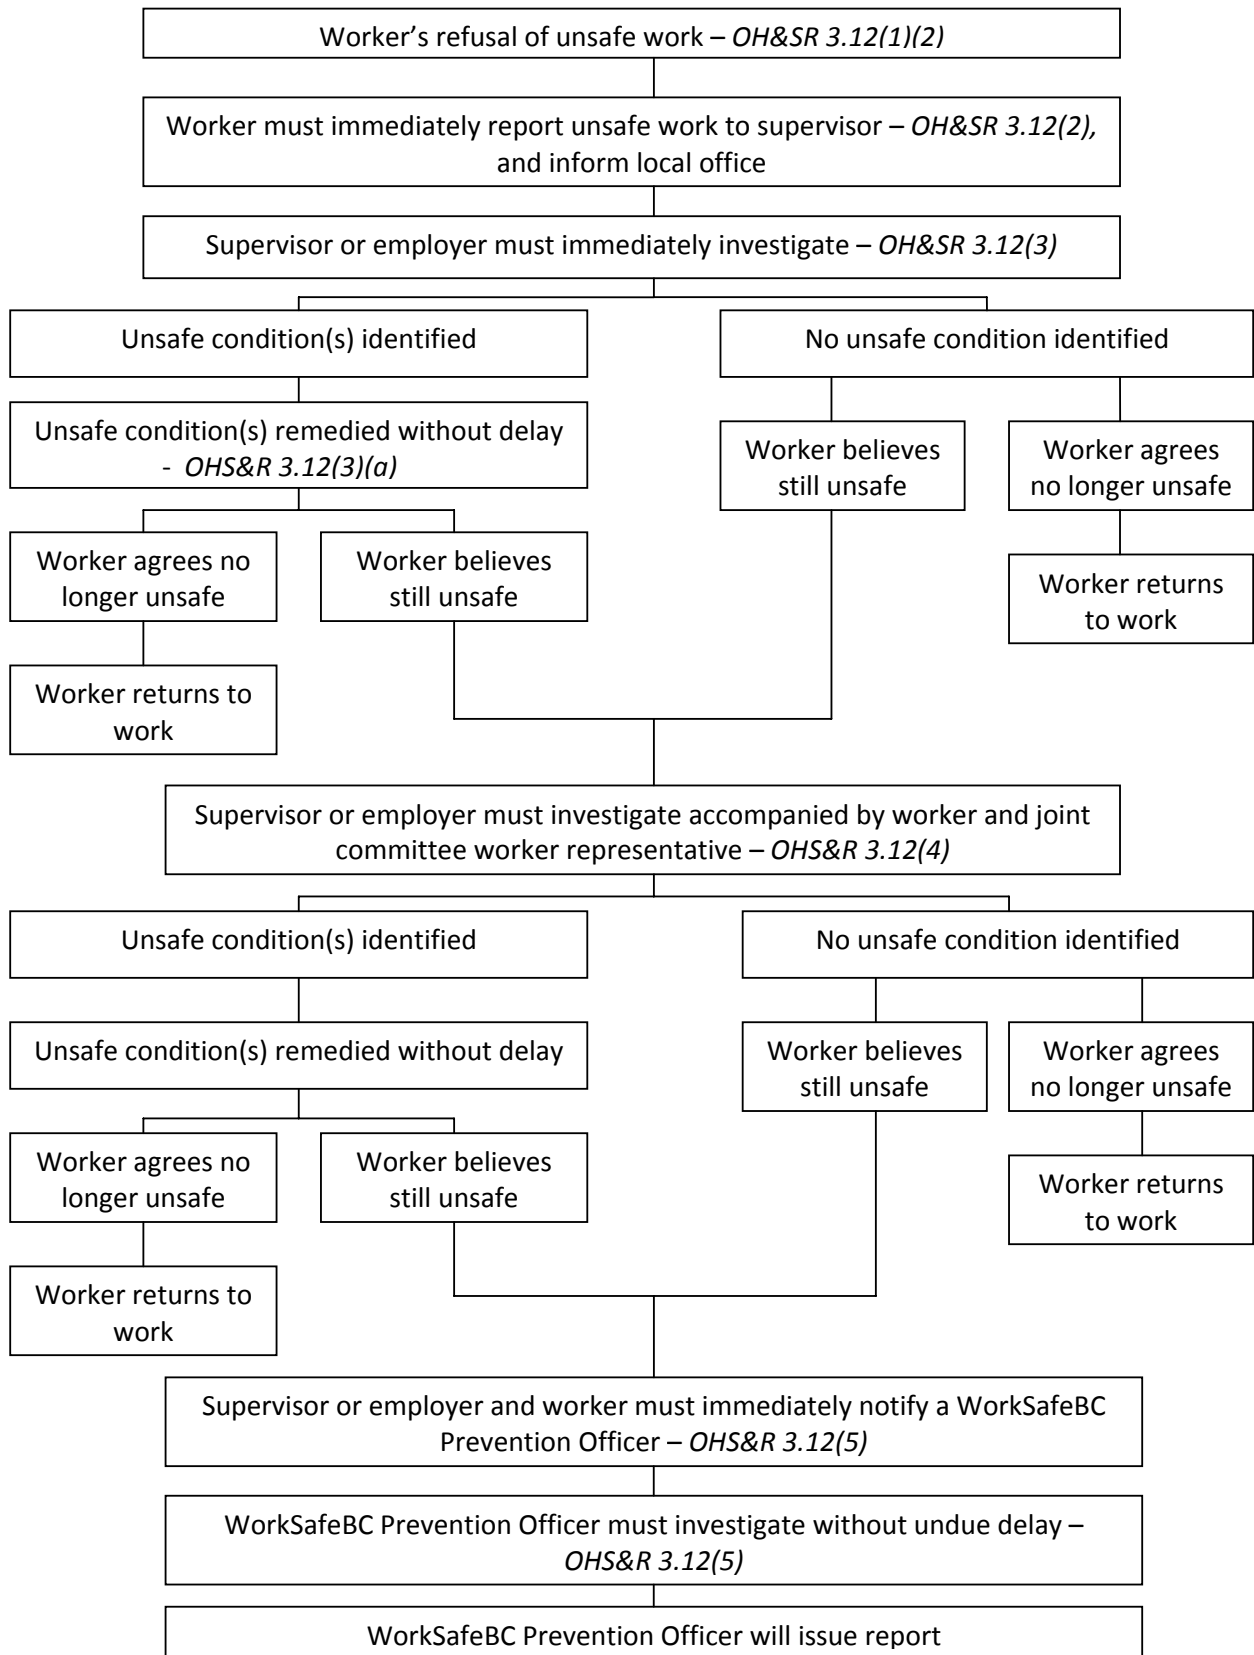 Worker’s refusal of unsafe work – OH&SR 3.12(1)(2)
Worker must immediately report unsafe work to supervisor – OH&SR 3.12(2),
and inform local office
Supervisor or employer must immediately investigate – OH&SR 3.12(3)
Unsafe condition(s) identified
No unsafe condition identified
Unsafe condition(s) remedied without delay
- OHS&R 3.12(3)(a)
Worker believes
still unsafe
Worker agrees
no longer unsafe
Worker agrees no
longer unsafe
Worker believes
still unsafe
Worker returns
to work
Worker returns to
work
Supervisor or employer must investigate accompanied by worker and joint
committee worker representative – OHS&R 3.12(4)
Unsafe condition(s) identified
No unsafe condition identified
Unsafe condition(s) remedied without delay
Worker believes
still unsafe
Worker agrees
no longer unsafe
Worker agrees no
longer unsafe
Worker believes
still unsafe
Worker returns
to work
Worker returns to
work
Supervisor or employer and worker must immediately notify a WorkSafeBC
Prevention Officer – OHS&R 3.12(5)
WorkSafeBC Prevention Officer must investigate without undue delay –
OHS&R 3.12(5)
WorkSafeBC Prevention Officer will issue report